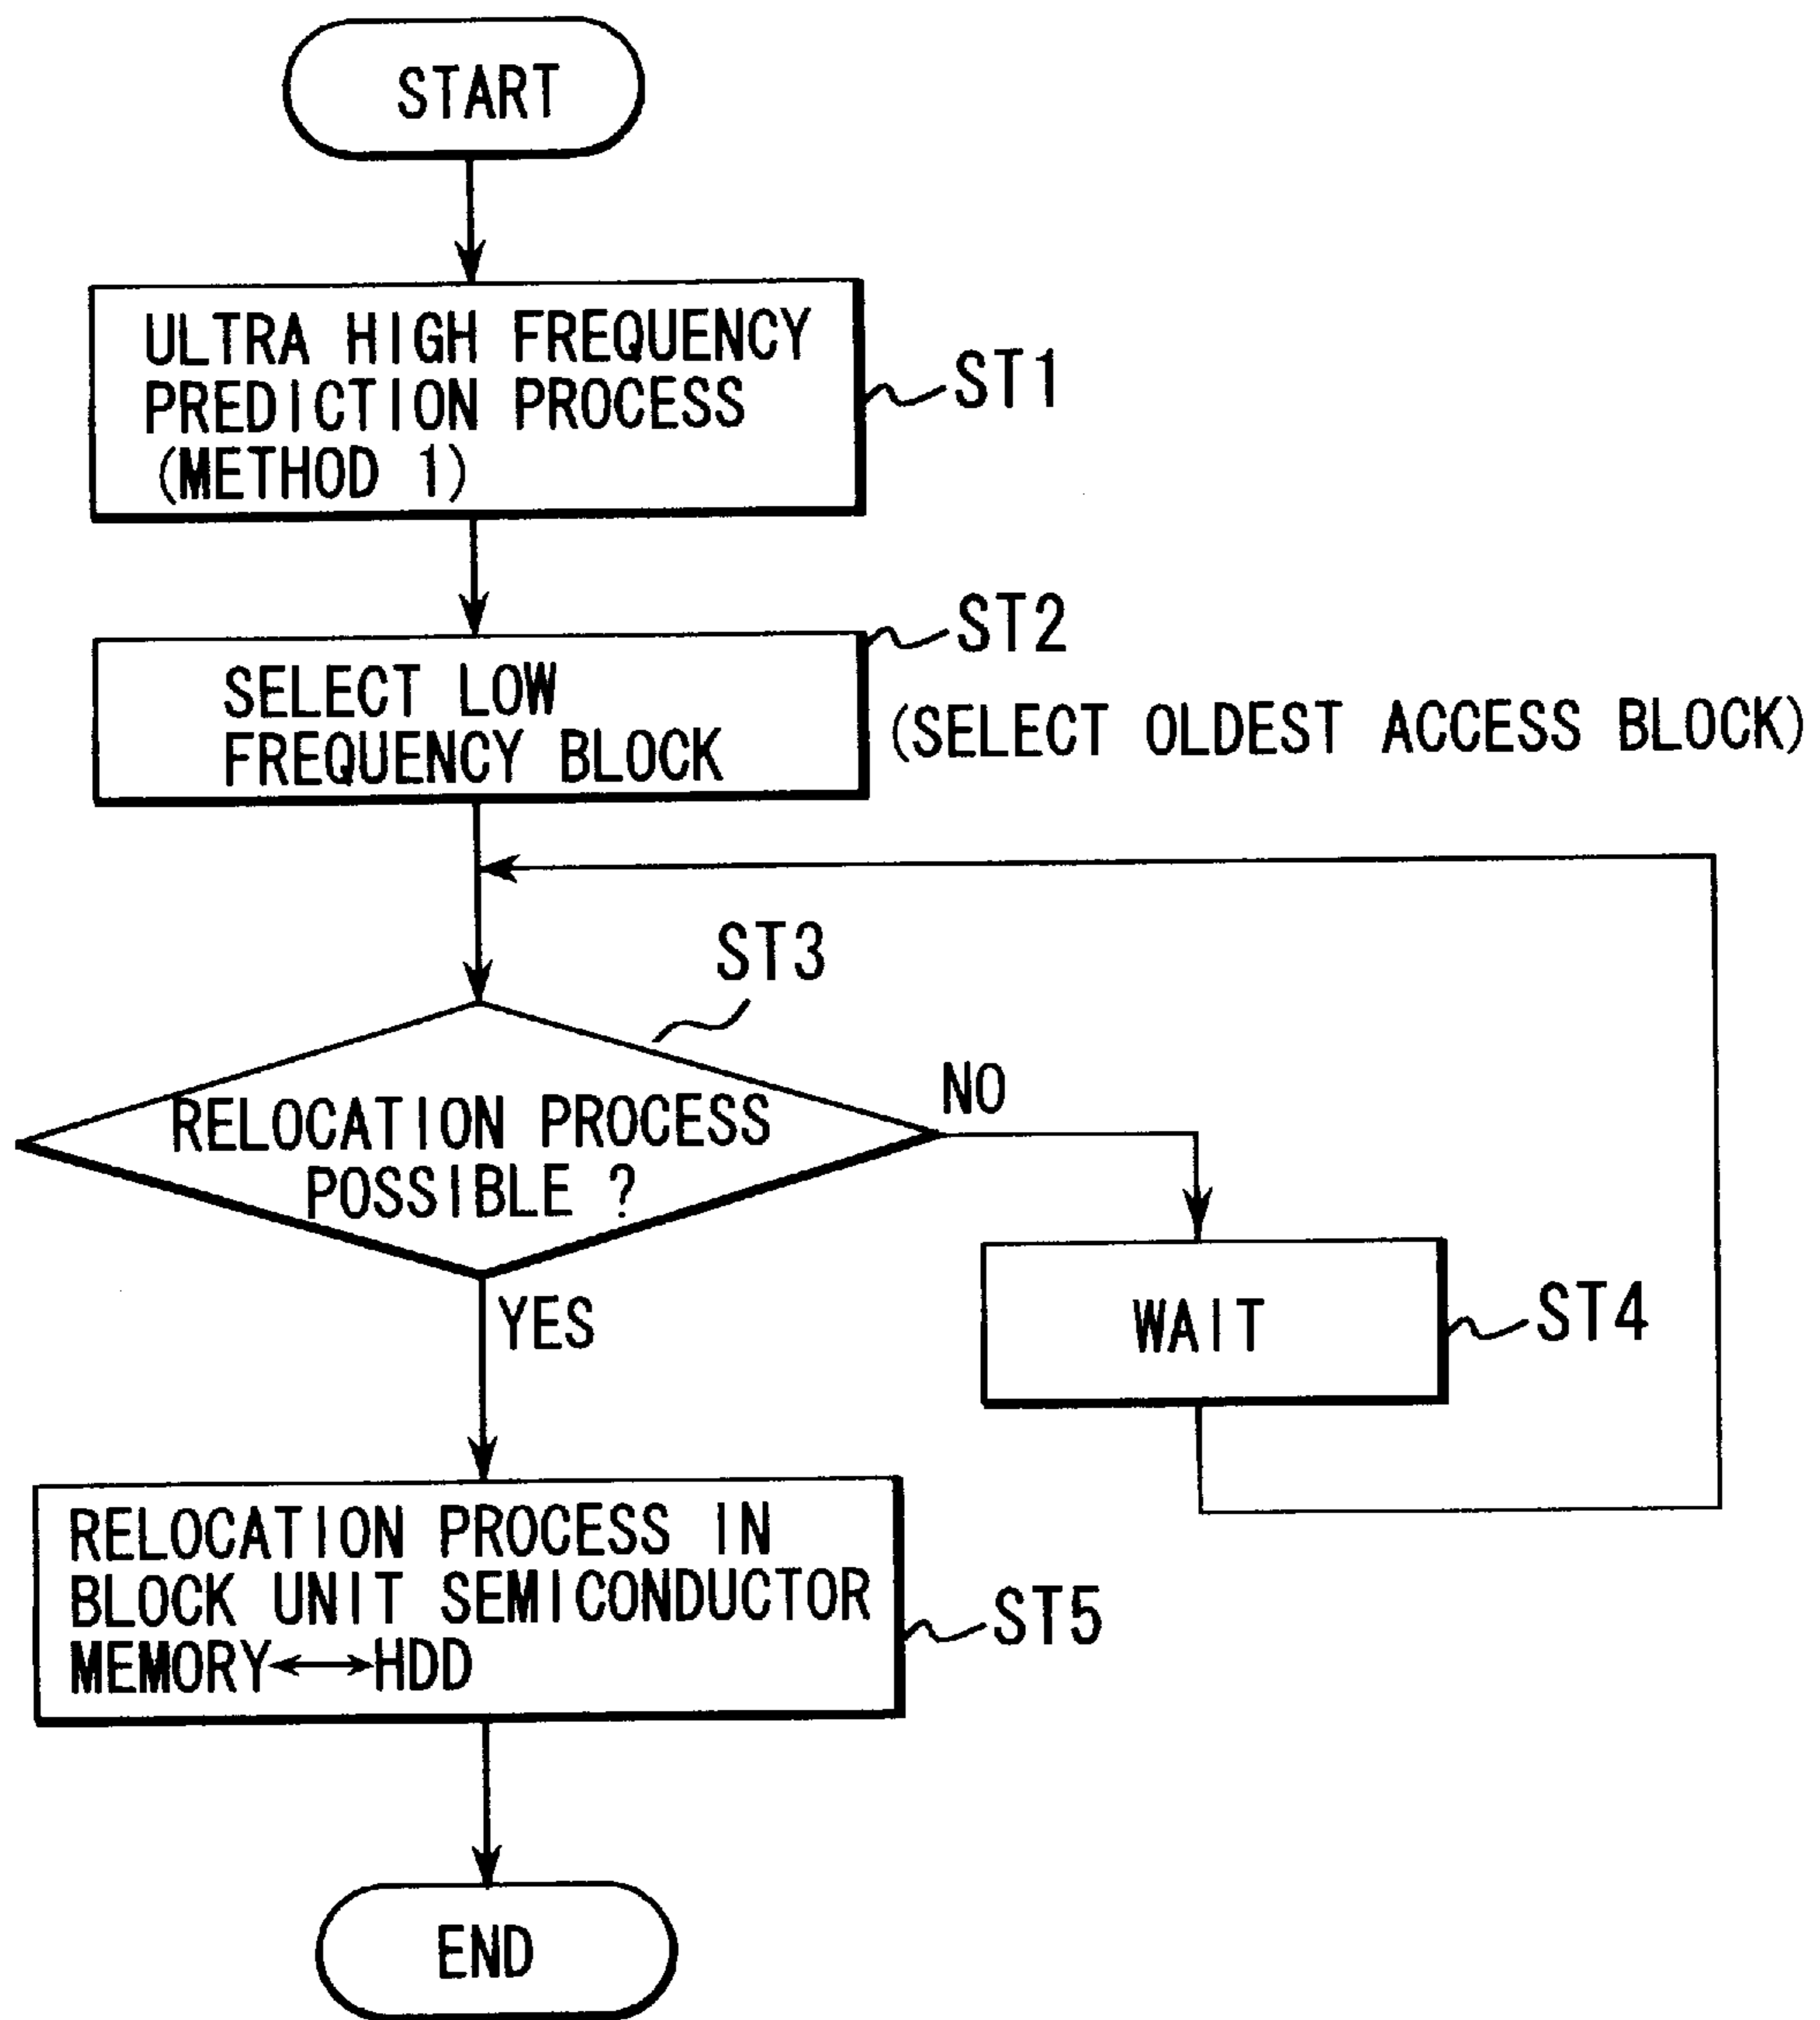 START
ULTRA HIGH FREQUENCY
PREDICTION PROCESS
(METHOD 1)
ST1
ST2
SELECT LOW
FREQUENCY BLOCK
(SELECT OLDEST ACCESS BLOCK)
ST3
RELOCATION PROCESS
POSSIBLE ?
NO
YES
WAIT
ST4
RELOCATION PROCESS IN
BLOCK UNIT SEMICONDUCTOR
MEMORY↔HDD
ST5
END